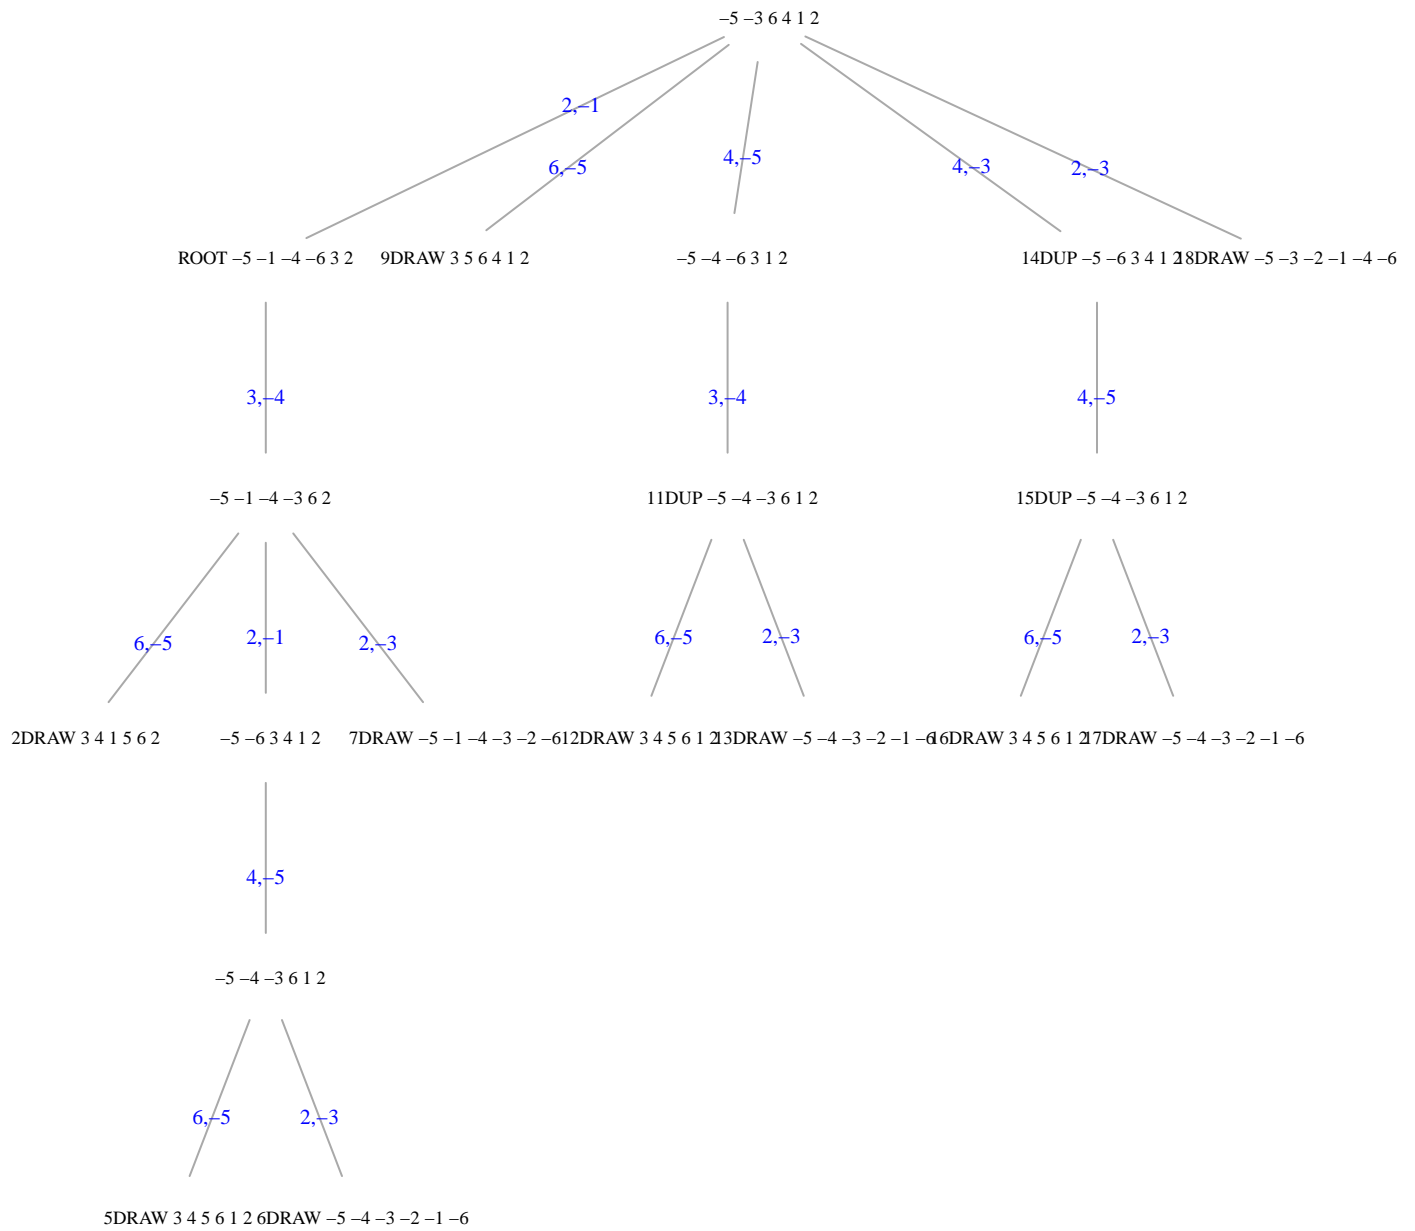 –5 –3 6 4 1 2
2,–1
6,–5
4,–5
4,–3
2,–3
ROOT –5 –1 –4 –6 3 2
9DRAW 3 5 6 4 1 2
–5 –4 –6 3 1 2
14DUP –5 –6 3 4 1 2
18DRAW –5 –3 –2 –1 –4 –6
3,–4
3,–4
4,–5
–5 –1 –4 –3 6 2
11DUP –5 –4 –3 6 1 2
15DUP –5 –4 –3 6 1 2
6,–5
2,–1
2,–3
6,–5
2,–3
6,–5
2,–3
2DRAW 3 4 1 5 6 2
–5 –6 3 4 1 2
7DRAW –5 –1 –4 –3 –2 –6
12DRAW 3 4 5 6 1 2
13DRAW –5 –4 –3 –2 –1 –6
16DRAW 3 4 5 6 1 2
17DRAW –5 –4 –3 –2 –1 –6
4,–5
–5 –4 –3 6 1 2
6,–5
2,–3
5DRAW 3 4 5 6 1 2
6DRAW –5 –4 –3 –2 –1 –6